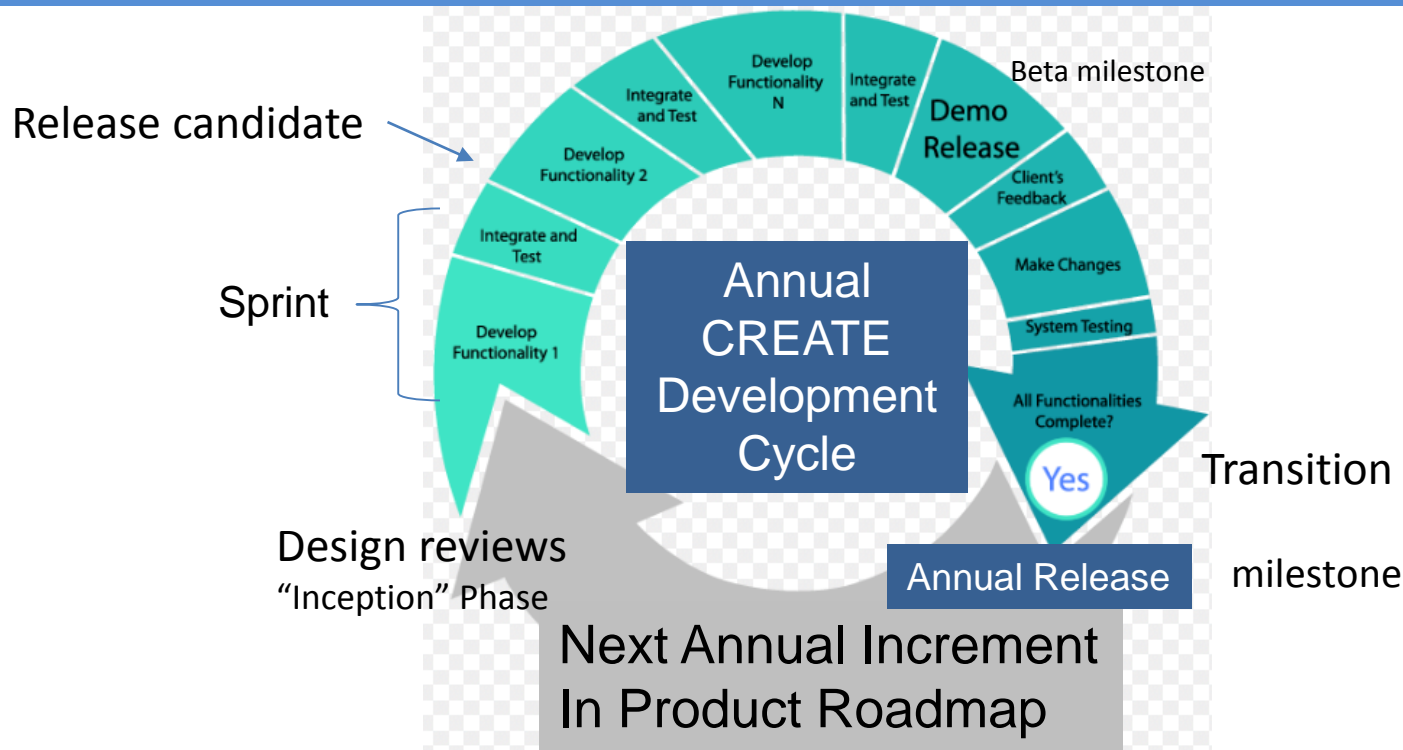 Release candidate
Sprint
Design reviews
“Inception” Phase
Develop
Functionality 1
Integrate and
Test
Develop
Functionality 2
Integrate
and Test
Develop
Functionality
N
Integrate
and Test
Demo
Release
Beta milestone
Client's
Feedback
Make Changes
System Testing
All Functionalities
Complete?
Yes
Transition
Annual Release
milestone
Annual
CREATE
Development
Cycle
Next Annual Increment
In Product Roadmap